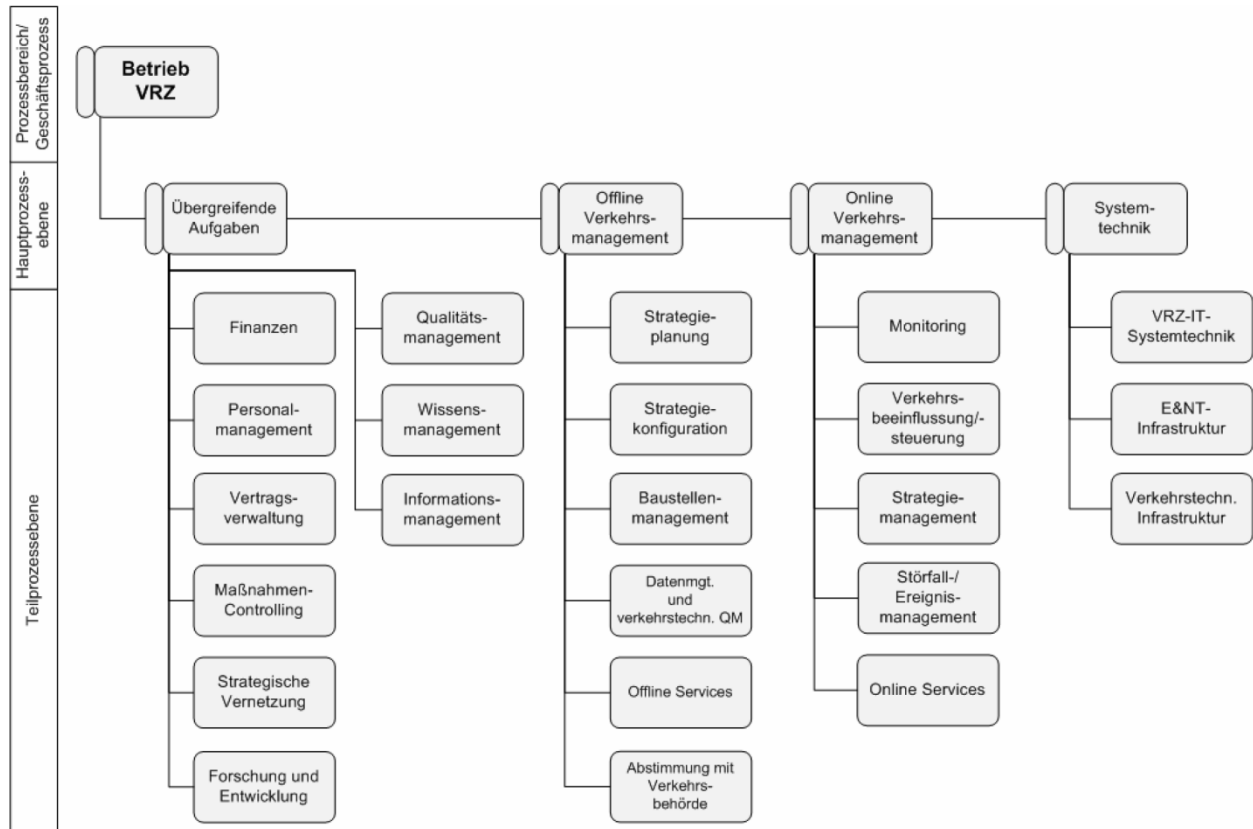 Prozessbereich/
Geschäftsprozess
Betrieb
VRZ
Hauptprozess-
ebene
Übergreifende
Aufgaben
Offline
Verkehrs-
management
Online
Verkehrs-
management
System-
technik
Teilprozessebene
Finanzen
Personal-
management
Vertrags-
verwaltung
Maßnahmen-
Controlling
Strategische
Vernetzung
Forschung und
Entwicklung
Qualitäts-
management
Wissens-
management
Informations-
management
Strategie-
planung
Strategie-
konfiguration
Baustellen-
management
Datenmgt.
und
verkehrstechn. QM
Offline Services
Abstimmung mit
Verkehrs-
behörde
Monitoring
Verkehrs-
beeinflussung/-
steuerung
Strategie-
management
Störfall-/
Ereignis-
management
Online Services
VRZ-IT-
Systemtechnik
E&NT-
Infrastruktur
Verkehrstechn.
Infrastruktur